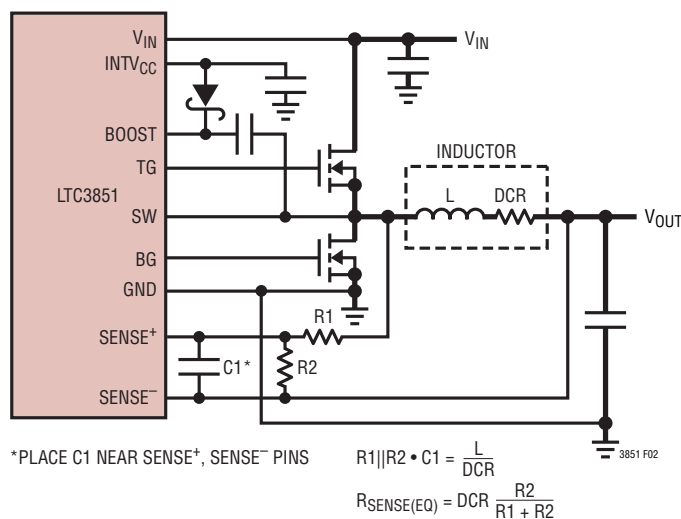 V_IN
V_IN
INTV_CC
BOOST
INDUCTOR
TG
L
DCR
LTC3851
SW
V_OUT
BG
GND
R1
SENSE⁺
C1*
R2
SENSE⁻
*PLACE C1 NEAR SENSE⁺, SENSE⁻ PINS
R1||R2 • C1 = L/DCR
3851 F02
R_SENSE(EQ) = DCR R2/(R1 + R2)